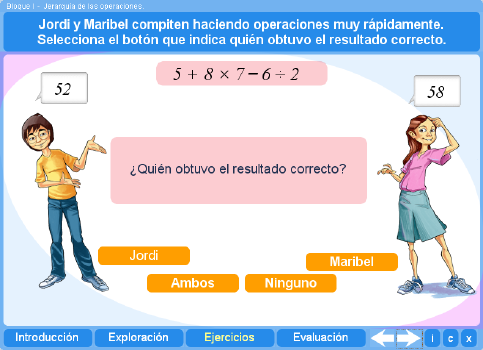 Bloque I - Jerarquía de las operaciones.
Jordi y Maribel compiten haciendo operaciones muy rápidamente.
Selecciona el botón que indica quién obtuvo el resultado correcto.
5 + 8 × 7 – 6 ÷ 2
52
58
¿Quién obtuvo el resultado correcto?
Jordi
Maribel
Ambos
Ninguno
Introducción
Exploración
Ejercicios
Evaluación
i
c
x